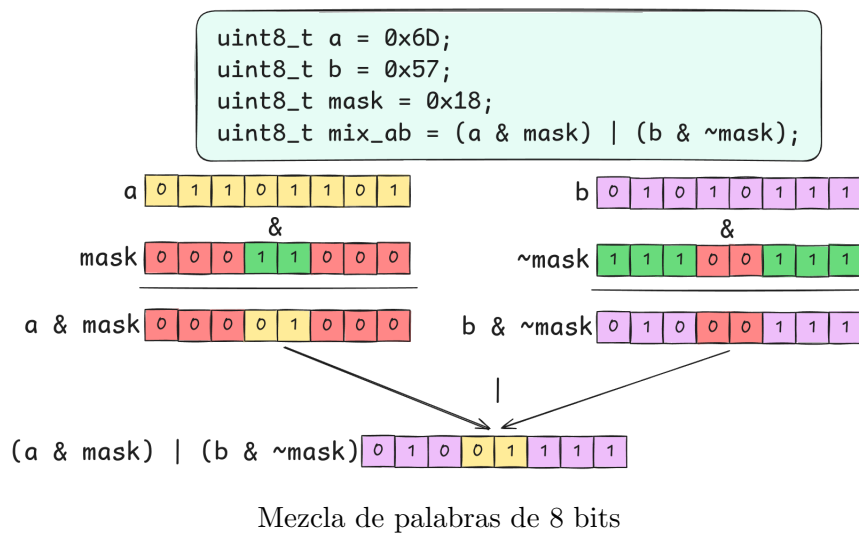 uint8_t a = 0x6D;
uint8_t b = 0x57;
uint8_t mask = 0x18;
uint8_t mix_ab = (a & mask) | (b & ~mask);
a 0 1 1 0 1 1 0 1
b 0 1 0 1 0 1 1 1
&
&
mask 0 0 0 1 1 0 0 0
~mask 1 1 1 0 0 1 1 1
a & mask 0 0 0 0 1 0 0 0
b & ~mask 0 1 0 0 0 1 1 1
|
(a & mask) | (b & ~mask) 0 1 0 0 1 1 1 1
Mezcla de palabras de 8 bits